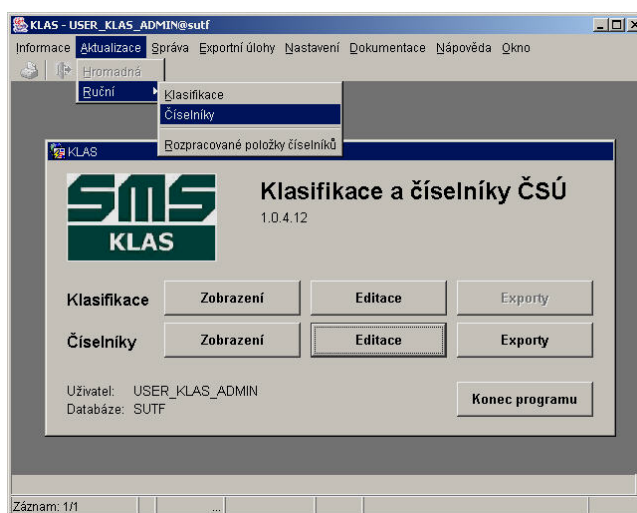 KLAS - USER_KLAS_ADMIN@sutf
Informace Aktualizace Správa Exportní úlohy Nastavení Dokumentace Nápověda Okno
Hromadná
Ruční
Klasifikace
Číselníky
Rozpracované položky číselníků
KLAS
SMS
KLAS
Klasifikace a číselníky ČSÚ
1.0.4.12
Klasifikace Zobrazení Editace Exporty
Číselníky Zobrazení Editace Exporty
Uživatel: USER_KLAS_ADMIN
Databáze: SUTF
Konec programu
Záznam: 1/1 ...